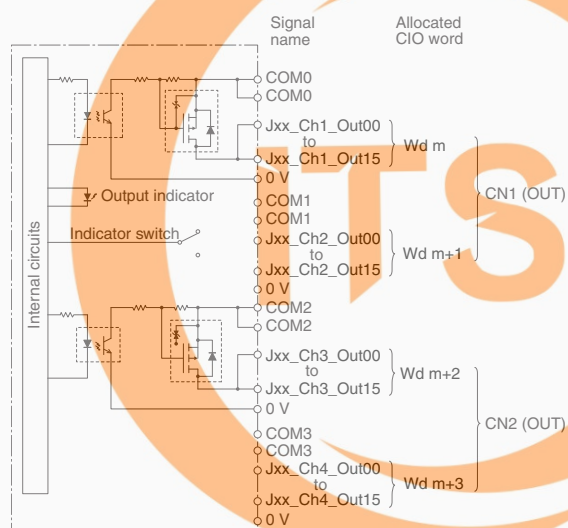 Signal name
Allocated CIO word
COM0
COM0
Jxx_Ch1_Out00
to
Wd m
Jxx_Ch1_Out15
0 V
Output indicator
COM1
CN1 (OUT)
COM1
Indicator switch
Jxx_Ch2_Out00
to
Wd m+1
Jxx_Ch2_Out15
0 V
Internal circuits
COM2
COM2
Jxx_Ch3_Out00
to
Wd m+2
Jxx_Ch3_Out15
0 V
CN2 (OUT)
COM3
COM3
Jxx_Ch4_Out00
to
Wd m+3
Jxx_Ch4_Out15
0 V
ITS